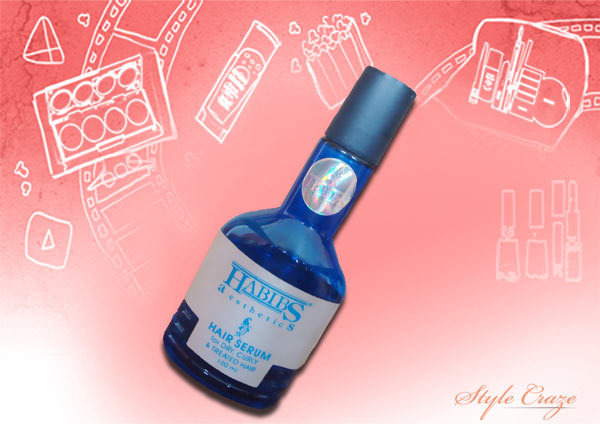 HABIBS
aesthetics
HAIR SERUM
for DRY, CURLY
& TREATED HAIR
100 ml
Style Craze